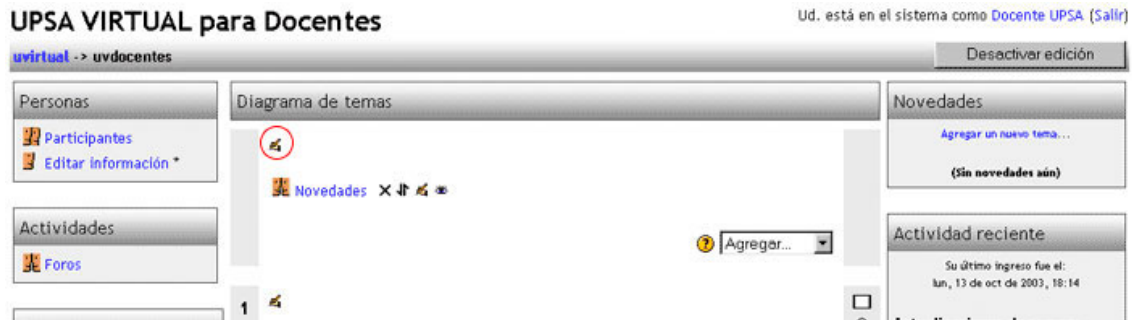 UPSA VIRTUAL para Docentes
Ud. está en el sistema como Docente UPSA (Salir)
uvirtual -> uvdocentes
Desactivar edición
Personas
Participantes
Editar información *
Actividades
Foros
Diagrama de temas
Novedades
Agregar...
1
Novedades
Agregar un nuevo tema...
(Sin novedades aún)
Actividad reciente
Su último ingreso fue el:
lun, 13 de oct de 2003, 18:14